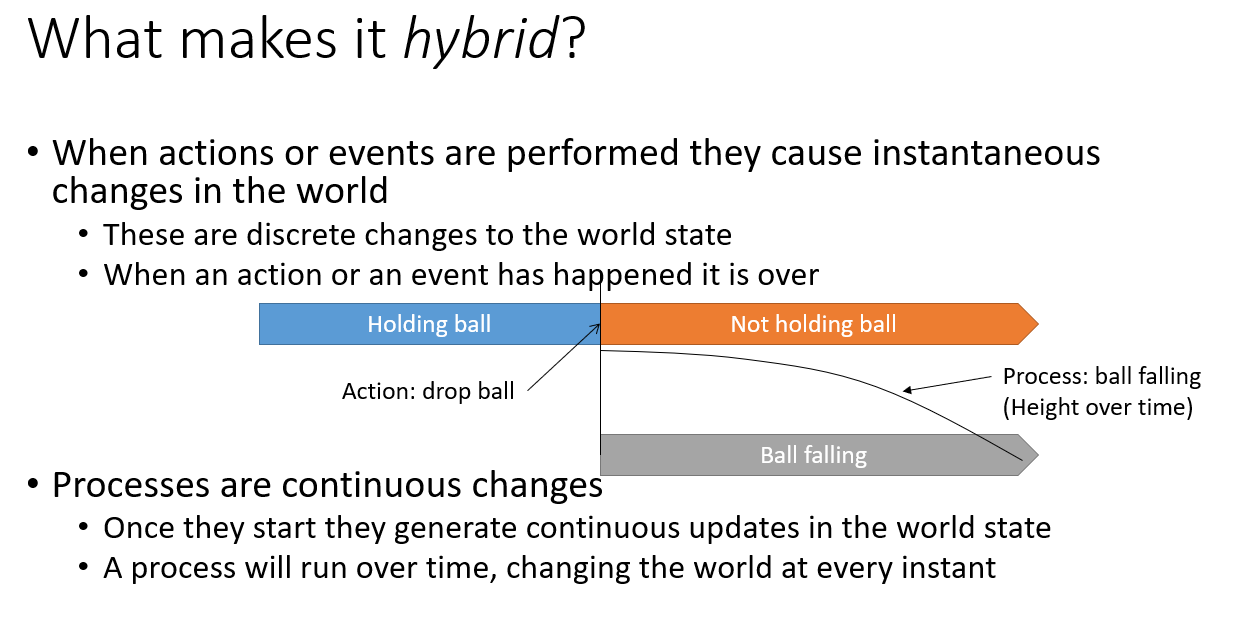 What makes it hybrid?
• When actions or events are performed they cause instantaneous
changes in the world
• These are discrete changes to the world state
• When an action or an event has happened it is over
Holding ball
Not holding ball
Action: drop ball
Process: ball falling
(Height over time)
Ball falling
• Processes are continuous changes
• Once they start they generate continuous updates in the world state
• A process will run over time, changing the world at every instant